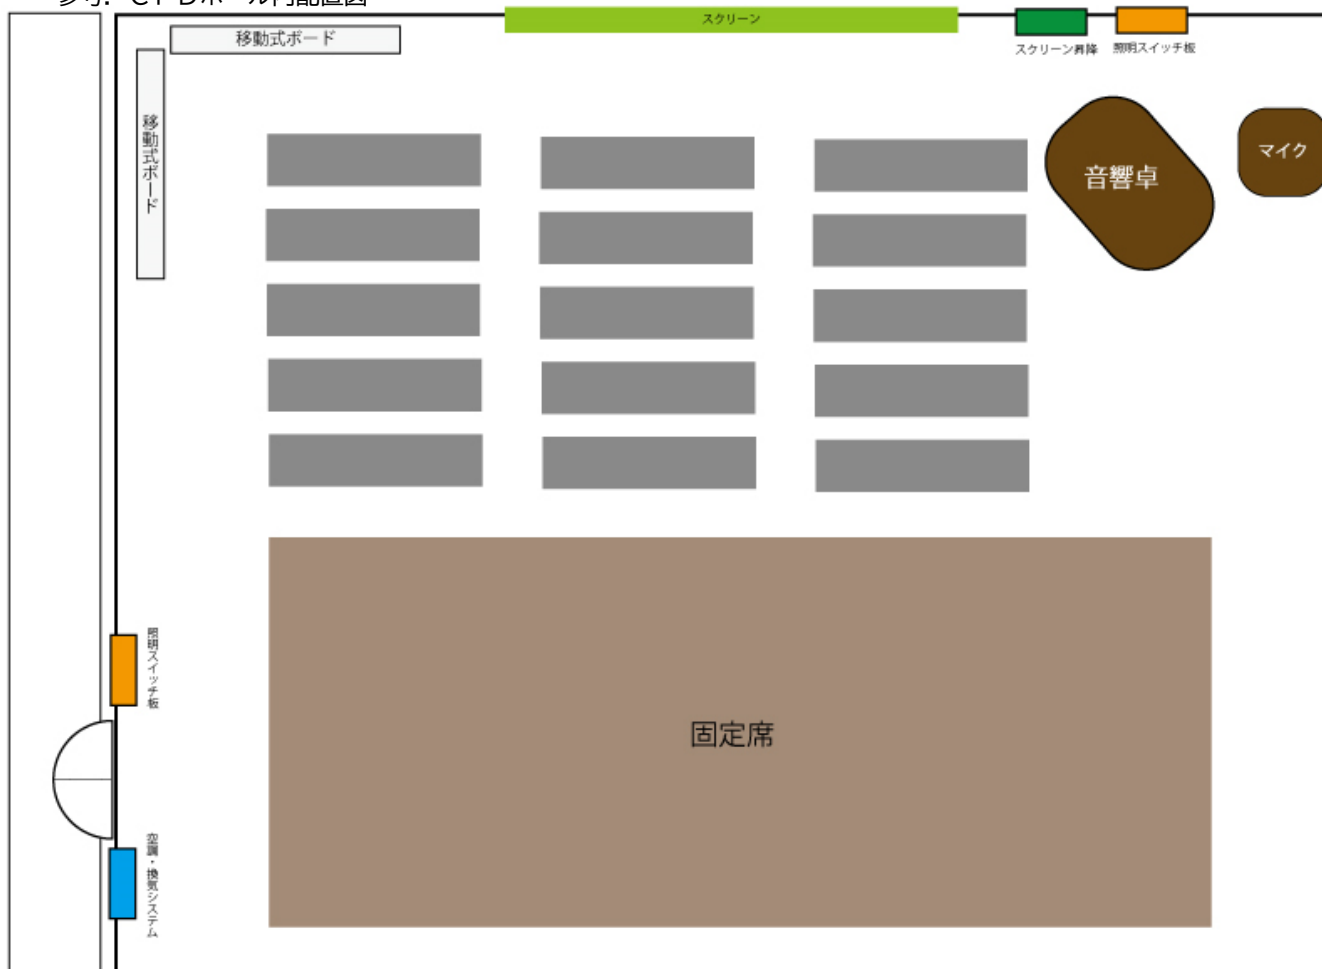 スクリーン
移動式ボード
スクリーン昇降
照明スイッチ板
移動式ボード
音響卓
マイク
照明スイッチ板
固定席
空調・換気システム